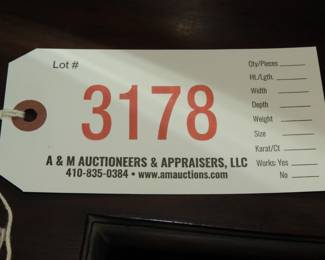 Lot #
3178
A & M AUCTIONEERS & APPRAISERS, LLC
410-835-0384 • www.amauctions.com
Qty/Pieces
Ht./Lgth.
Width
Depth
Weight
Size
Karat/Ct
Works: Yes
No